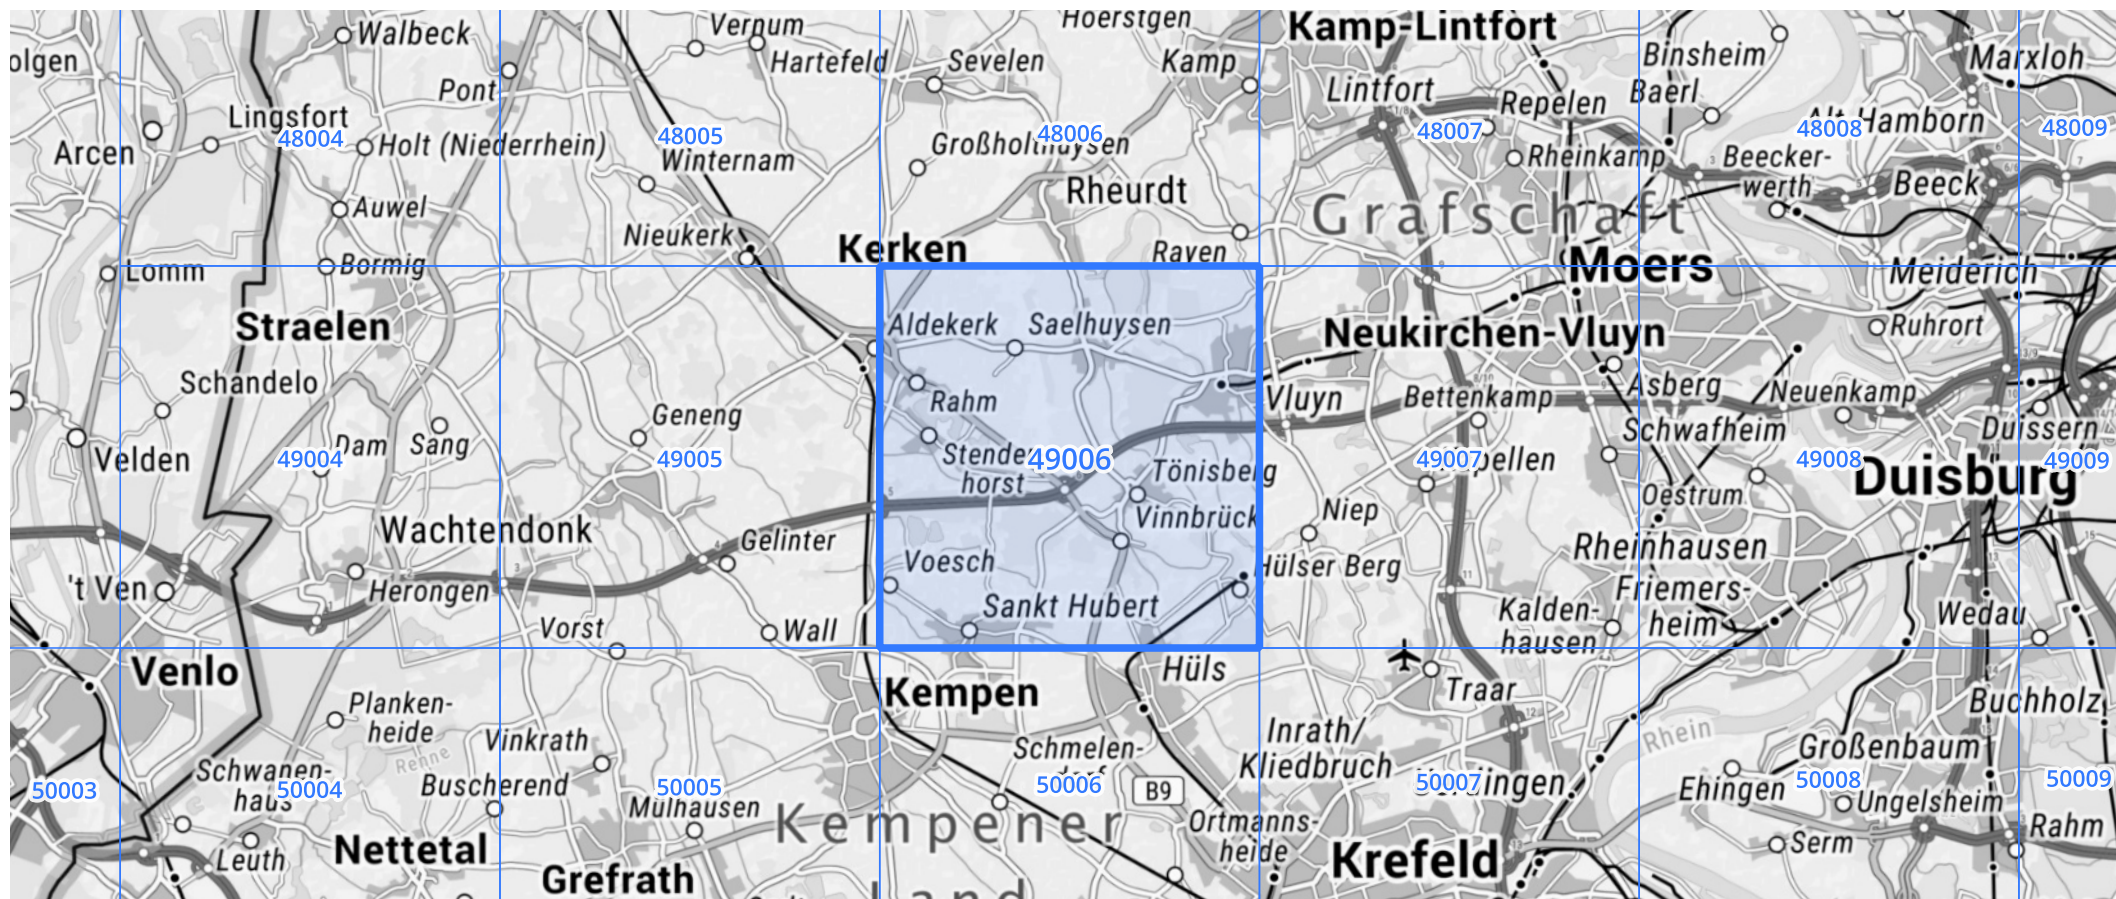 Vernum
Hoerstgen
Kamp-Lintfort
Walbeck
Binsheim
Marxloh
Hartefeld
Sevelen
Kamp
Pont
Lintfort
Repelen
Baerl
Lingsfort
48004
48005
48006
48007
48008
48009
Alt-Hamborn
Arcen
Holt (Niederrhein)
Winternam
Rheinkamp
Beecker-
werth
Beeck
Rheurdt
Auwel
Grafschaft
Nieukerk
Kerken
Rayen
Bormig
Lomm
Moers
Meiderich
Straelen
Aldekerk
Saelhuysen
Neukirchen-Vluyn
Ruhrort
Schandelo
Rahm
Vluyn
Bettenkamp
Asberg
Neuenkamp
Geneng
Dam
Sang
Schwafheim
Duissern
Velden
49004
49005
49006
49007
49008
49009
horst
Tönisberg
Duisburg
Oestrum
Wachtendonk
Niep
Vinnbrück
Gelinter
Rheinhausen
Voesch
Hülser Berg
't Ven
Herongen
Friemers-
heim
Sankt Hubert
Kalden-
hausen
Wedau
Vorst
Wall
Venlo
Hüls
Kempen
Traar
Buchholz
Planken-
heide
Vinkrath
Renne
Inrath/
Kliedbruch
Rhein
Schmelen-
Großenbaum
Schwanen-
haus
Buscherend
50003
50004
50005
50006
B9
50007
50008
50009
Ehingen
Ungelsheim
Mülhausen
Kempener
Ortmanns-
heide
Serm
Rahm
Leuth
Nettetal
Grefrath
Krefeld
Land